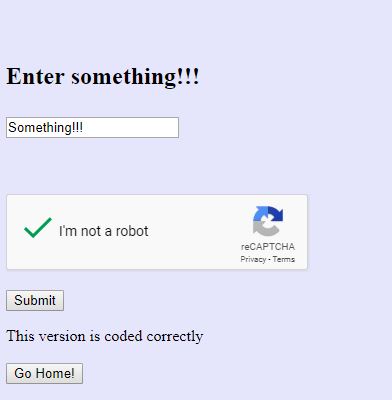 Enter something!!!
Something!!!
I'm not a robot
reCAPTCHA
Privacy - Terms
Submit
This version is coded correctly
Go Home!